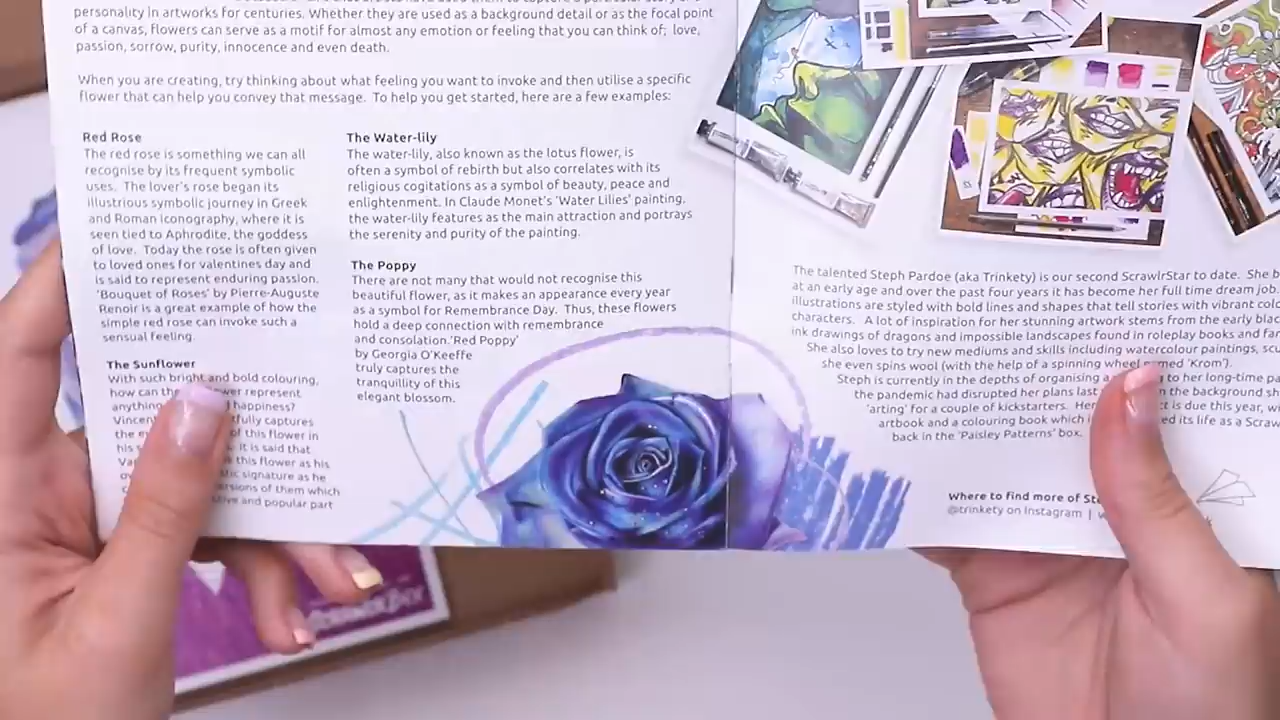 personality in artworks for centuries. Whether they are used as a background detail or as the focal point
of a canvas, flowers can serve as a motif for almost any emotion or feeling that you can think of; love,
passion, sorrow, purity, innocence and even death.
When you are creating, try thinking about what feeling you want to invoke and then utilise a specific
flower that can help you convey that message. To help you get started, here are a few examples:
Red Rose
The red rose is something we can all
recognise by its frequent symbolic
uses. The lover's rose began its
illustrious symbolic journey in Greek
and Roman iconography, where it is
seen tied to Aphrodite, the goddess
of love. Today the rose is often given
to loved ones for valentines day and
is said to represent enduring passion.
'Bouquet of Roses' by Pierre-Auguste
Renoir is a great example of how the
simple red rose can invoke such a
sensual feeling.
The Sunflower
With such bright and bold colouring,
how can the
represent
anything
happiness?
captures
of this flower in
his
it is said that
this flower as his
signature as he
of them which
and popular part
The Water-lily
The water-lily, also known as the lotus flower, is
often a symbol of rebirth but also correlates with its
religious cogitations as a symbol of beauty, peace and
enlightenment. In Claude Monet's 'Water Lilies' painting,
the water-lily features as the main attraction and portrays
the serenity and purity of the painting.
The Poppy
There are not many that would not recognise this
beautiful flower, as it makes an appearance every year
as a symbol for Remembrance Day. Thus, these flowers
hold a deep connection with remembrance
and consolation.'Red Poppy'
by Georgia O'Keeffe
truly captures the
tranquillity of this
elegant blossom.
The talented Steph Pardoe (aka Trinkety) is our second ScrawlrStar to date. She
at an early age and over the past four years it has become her full time dream job.
illustrations are styled with bold lines and shapes that tell stories with vibrant
characters. A lot of inspiration for her stunning artwork stems from the early
ink drawings of dragons and impossible landscapes found in roleplay books and
She also loves to try new mediums and skills including watercolour paintings,
she even spins wool (with the help of a spinning wheel named 'Krom').
Steph is currently in the depths of organising a
to her long-time
the pandemic had disrupted her plans last
the background
'arting' for a couple of kickstarters. Her
is due this year,
artbook and a colouring book which
its life as a
back in the 'Paisley Patterns' box.
Where to find more of
@trinkety on Instagram |